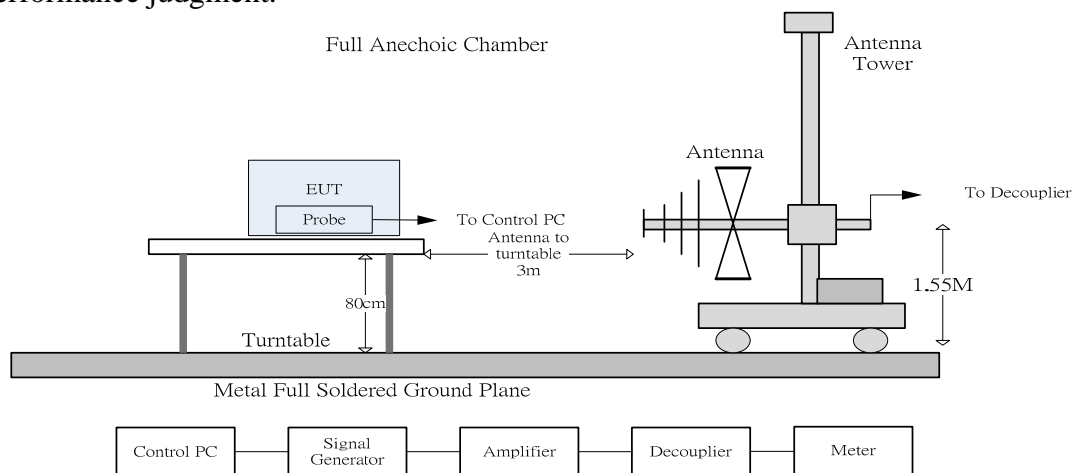 performance judgment.
Full Anechoic Chamber
Antenna
Tower
Antenna
EUT
Probe
To Control PC
To Decouplier
Antenna to
turntable
3m
80cm
1.55M
Turntable
Metal Full Soldered Ground Plane
Control PC
Signal
Generator
Amplifier
Decouplier
Meter